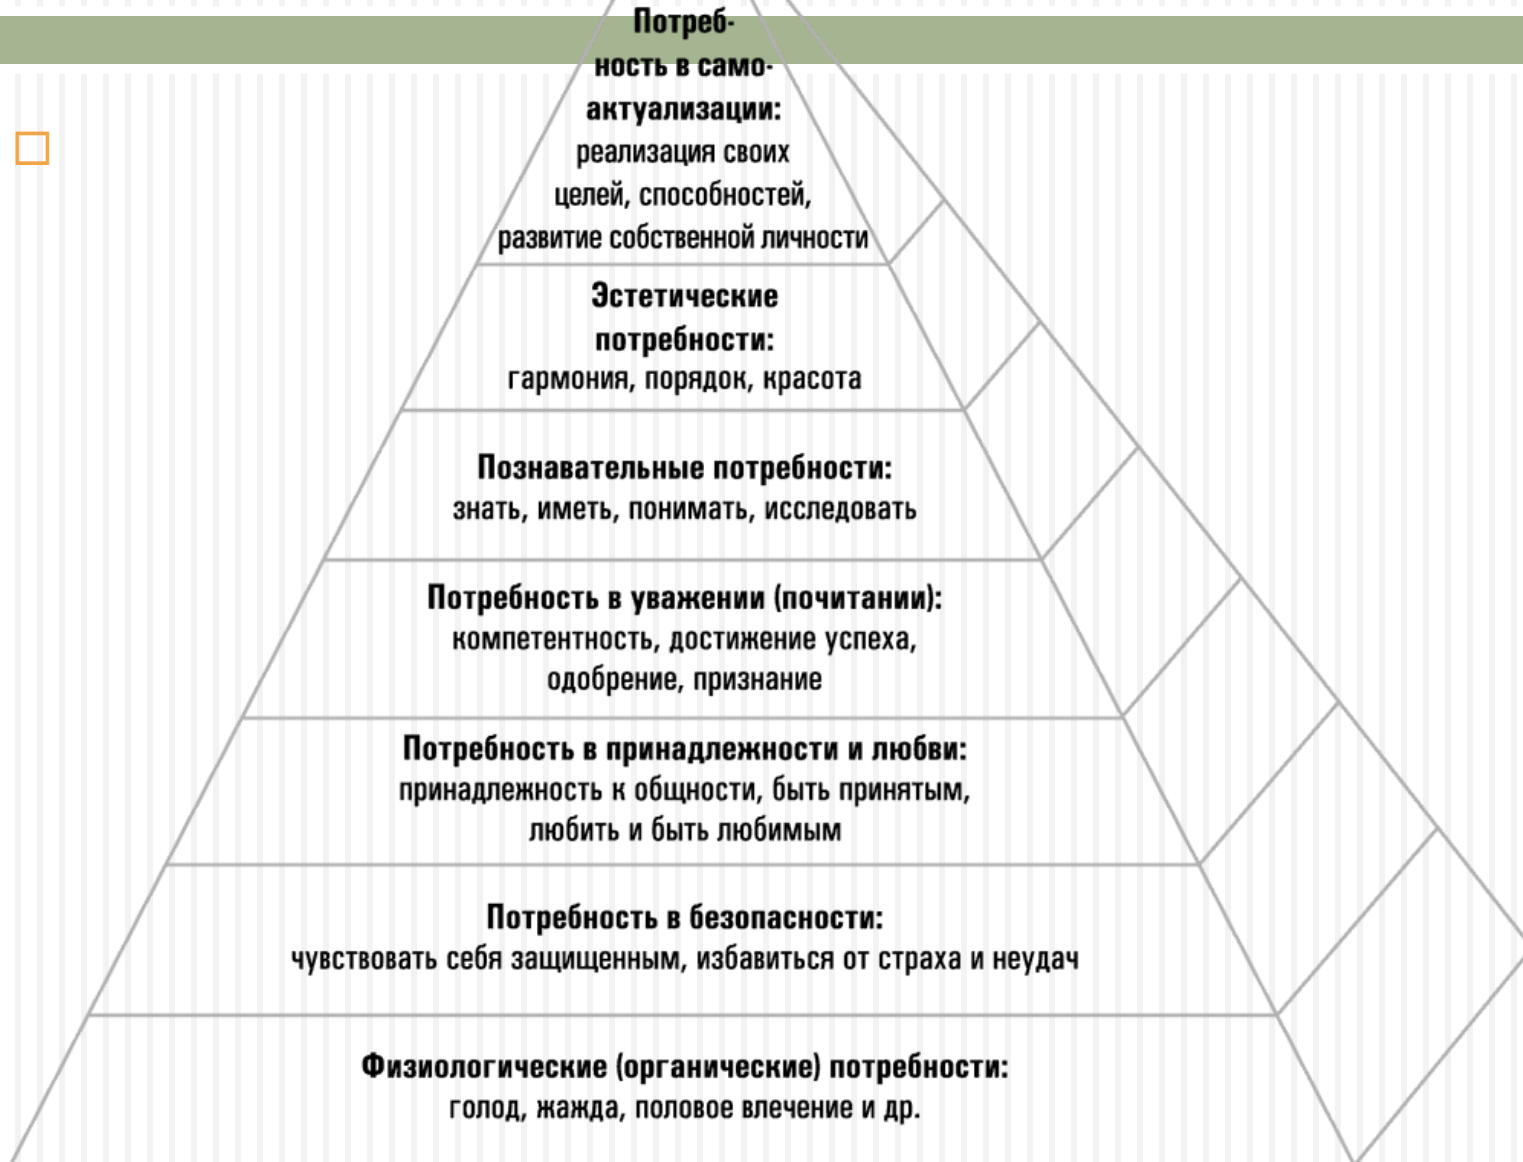 Потреб-
ность в само-
актуализации:
реализация своих
целей, способностей,
развитие собственной личности
Эстетические
потребности:
гармония, порядок, красота
Познавательные потребности:
знать, иметь, понимать, исследовать
Потребность в уважении (почитании):
компетентность, достижение успеха,
одобрение, признание
Потребность в принадлежности и любви:
принадлежность к общности, быть принятым,
любить и быть любимым
Потребность в безопасности:
чувствовать себя защищенным, избавиться от страха и неудач
Физиологические (органические) потребности:
голод, жажда, половое влечение и др.